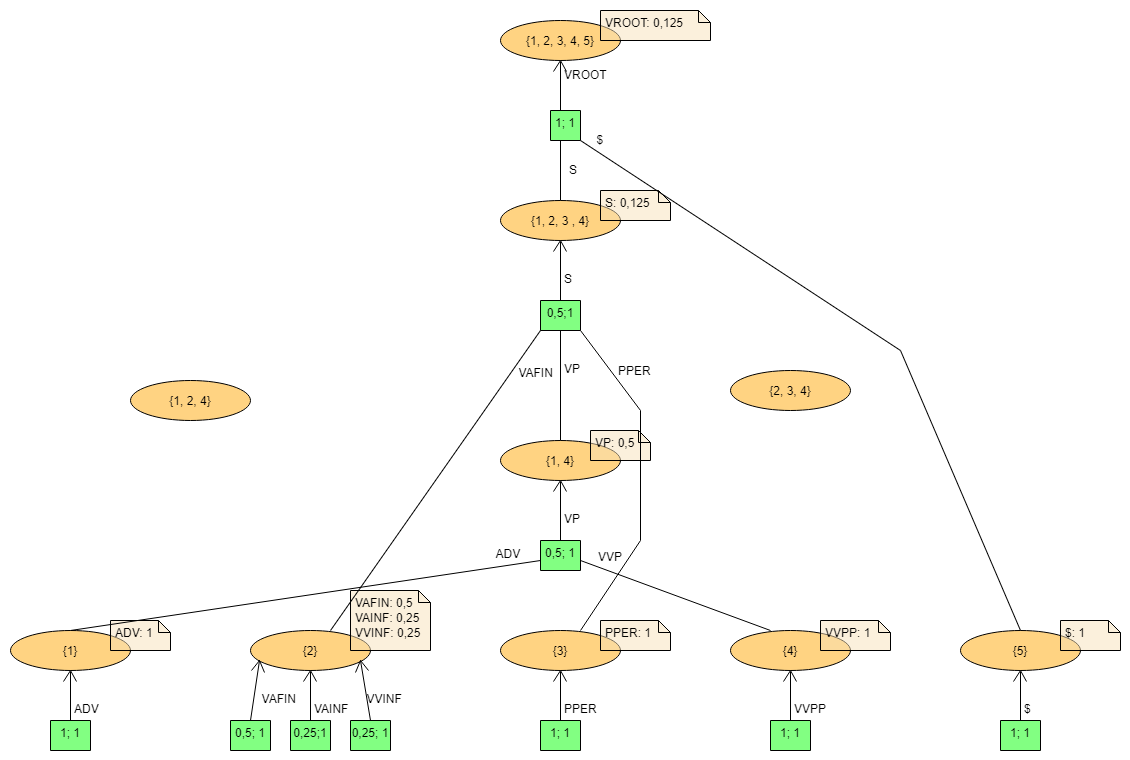 {1, 2, 3, 4, 5}
VROOT: 0,125
VROOT
1; 1
$
S
{1, 2, 3 , 4}
S: 0,125
S
0,5;1
VAFIN
VP
PPER
{1, 2, 4}
{2, 3, 4}
{1, 4}
VP: 0,5
VP
ADV
0,5; 1
VVP
{1}
ADV: 1
{2}
VAFIN: 0,5
VAINF: 0,25
VVINF: 0,25
{3}
PPER: 1
{4}
VVPP: 1
{5}
$: 1
ADV
VAFIN
VAINF
VVINF
PPER
VVPP
$
1; 1
0,5; 1
0,25;1
0,25; 1
1; 1
1; 1
1; 1